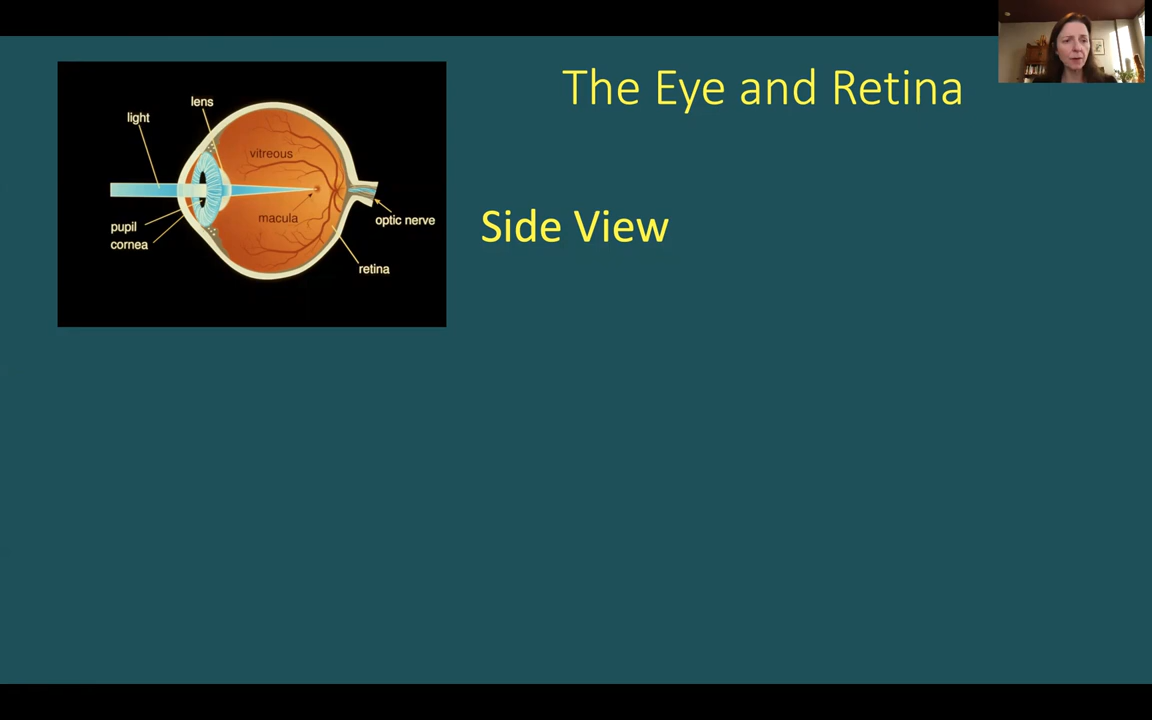 The Eye and Retina
lens
light
vitreous
macula
pupil
cornea
optic nerve
retina
Side View